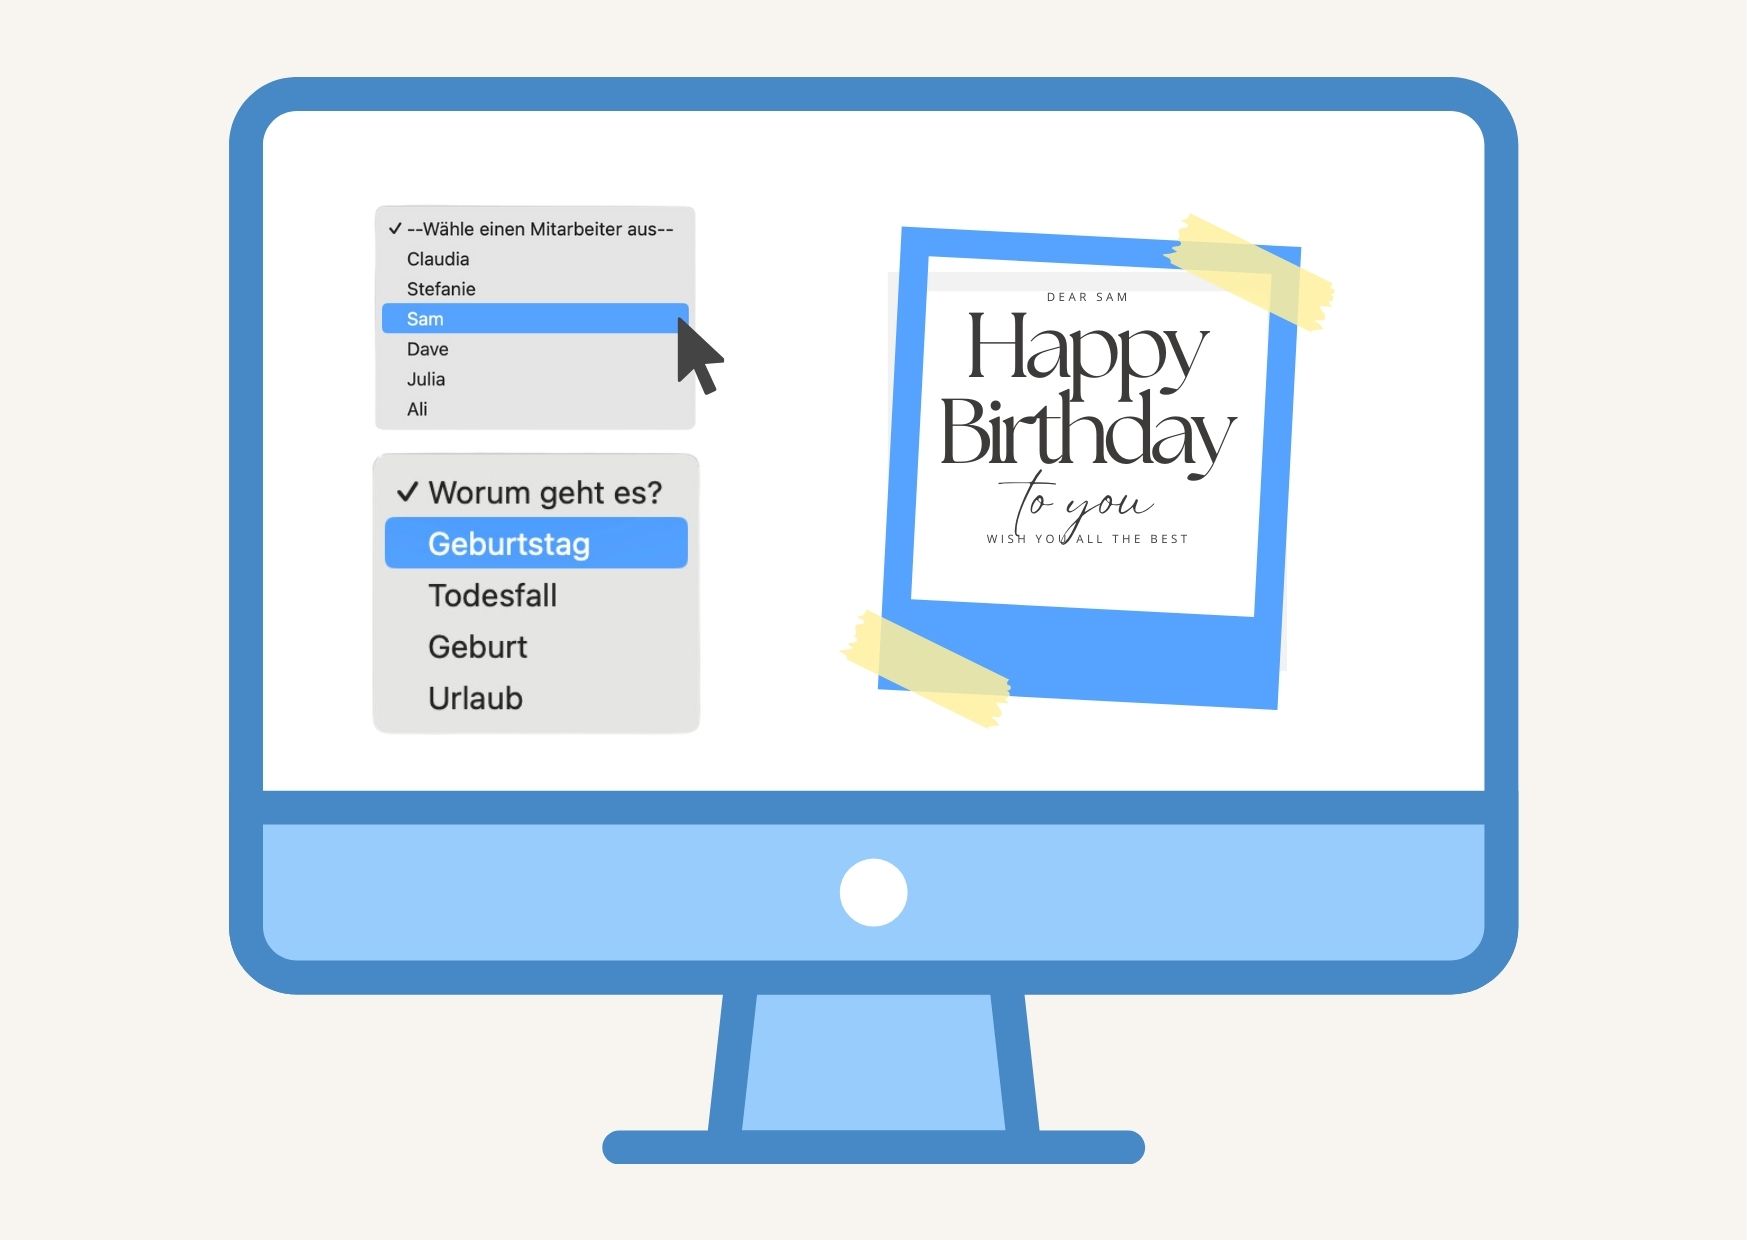 ✓ --Wähle einen Mitarbeiter aus--
Claudia
Stefanie
Sam
Dave
Julia
Ali
✓ Worum geht es?
Geburtstag
Todesfall
Geburt
Urlaub
DEAR SAM
Happy
Birthday
to you
WISH YOU ALL THE BEST